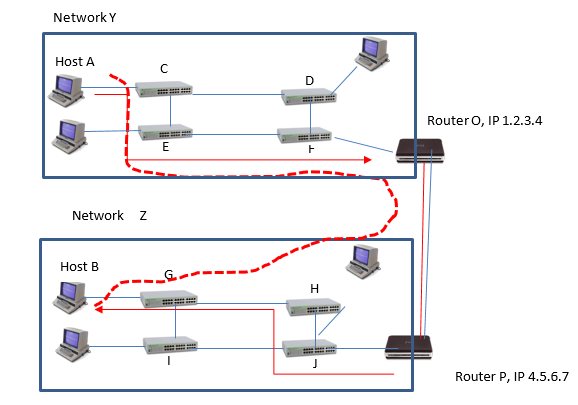 Network Y
Host A
C
D
E
F
Router O, IP 1.2.3.4
Network Z
Host B
G
H
I
J
Router P, IP 4.5.6.7